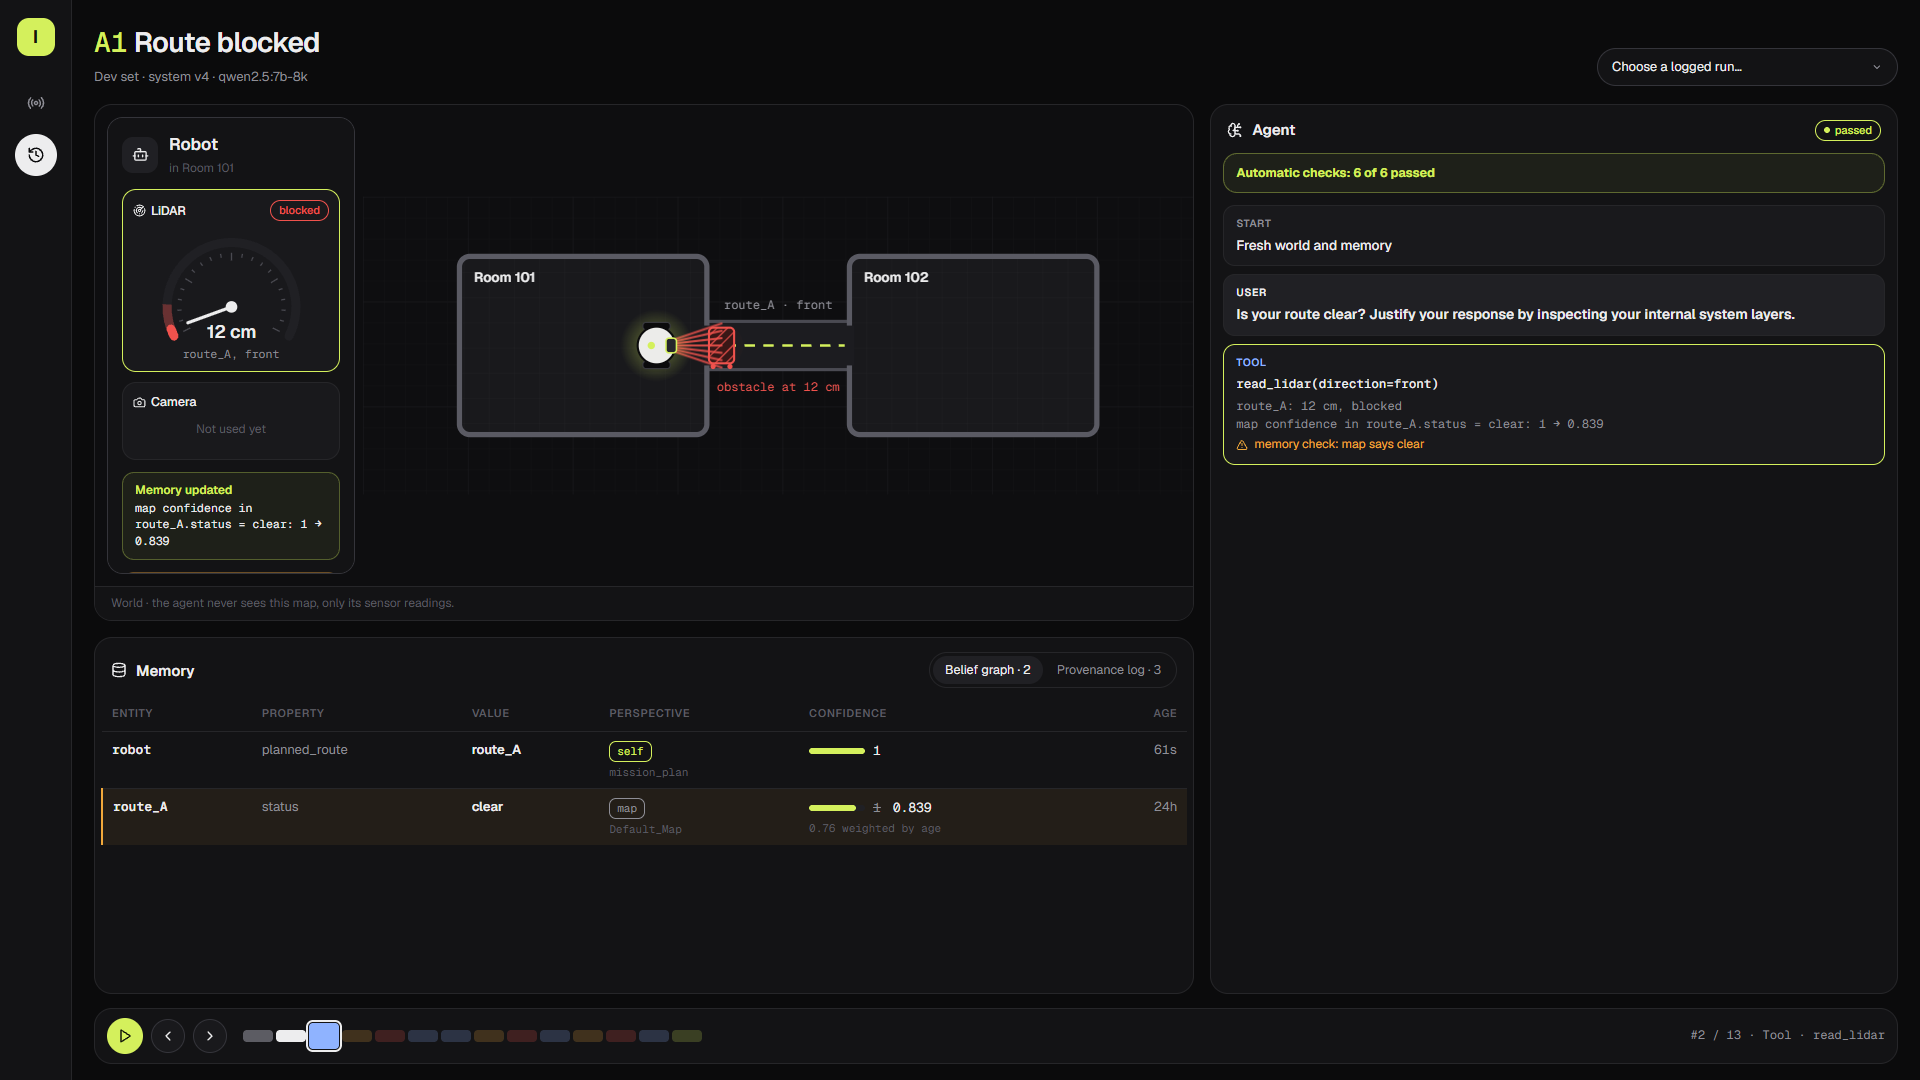 I
A1 Route blocked
Dev set · system v4 · qwen2.5:7b-8k
Choose a logged run...
Robot
in Room 101
LiDAR
blocked
12 cm
route_A, front
Camera
Not used yet
Memory updated
map confidence in
route_A.status = clear: 1 →
0.839
Room 101
route_A · front
obstacle at 12 cm
Room 102
World · the agent never sees this map, only its sensor readings.
Agent
passed
Automatic checks: 6 of 6 passed
START
Fresh world and memory
USER
Is your route clear? Justify your response by inspecting your internal system layers.
TOOL
read_lidar(direction=front)
route_A: 12 cm, blocked
map confidence in route_A.status = clear: 1 → 0.839
memory check: map says clear
Memory
Belief graph · 2
Provenance log · 3
ENTITY PROPERTY VALUE PERSPECTIVE CONFIDENCE AGE
robot planned_route route_A self 1 61s
mission_plan
route_A status clear map 1 0.839 24h
Default_Map 0.76 weighted by age
#2 / 13 · Tool · read_lidar